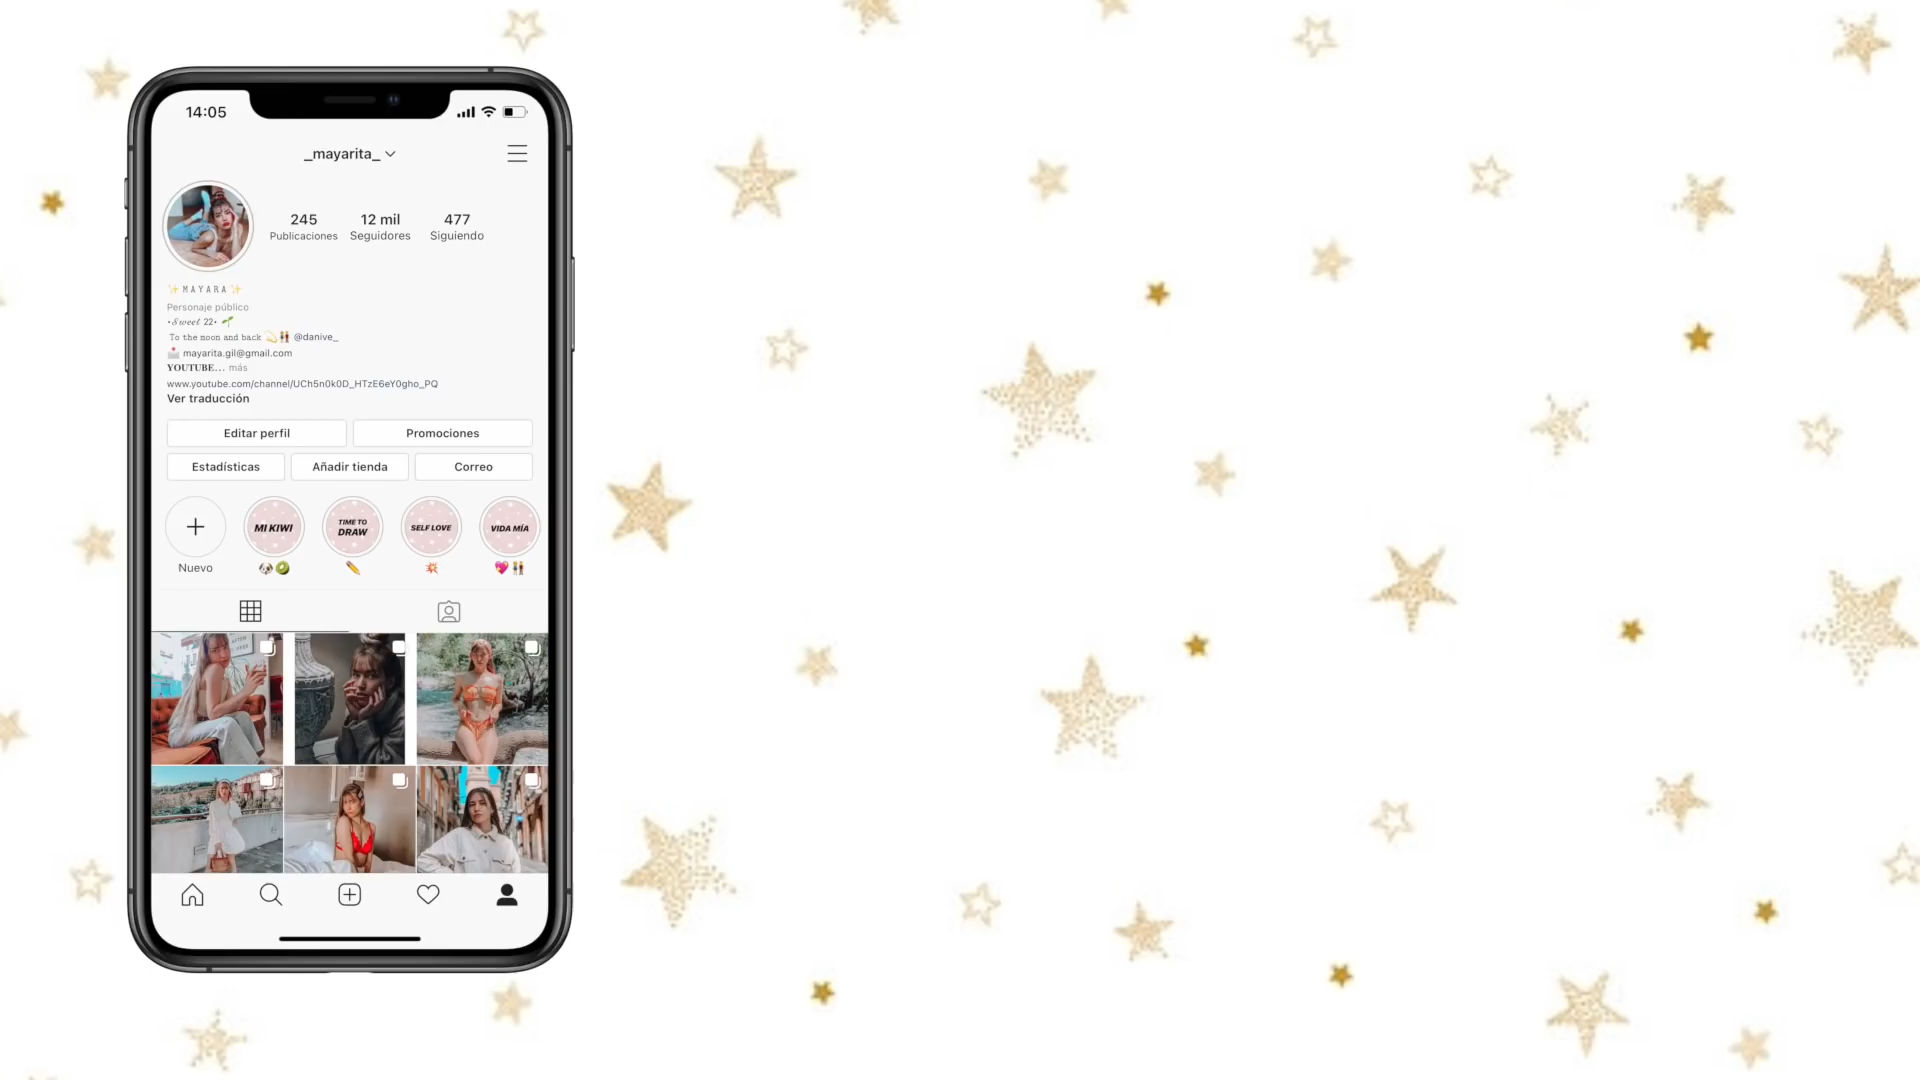 14:05
_mayarita_
245
12 mil
477
Publicaciones
Seguidores
Siguiendo
✨ MAYARA ✨
Personaje público
•𝓢𝔀𝓮𝓮𝓽 22• 🌱
To the moon and back 💫👭 @danive_
📩 mayarita.gil@gmail.com
YOUTUBE... más
www.youtube.com/channel/UCh5n0k0D_HTzE6eY0gho_PQ
Ver traducción
Editar perfil
Promociones
Estadísticas
Añadir tienda
Correo
MI KIWI
TIME TO
DRAW
SELF LOVE
VIDA MÍA
Nuevo
🐶🥝
✏️
💥
💖👭